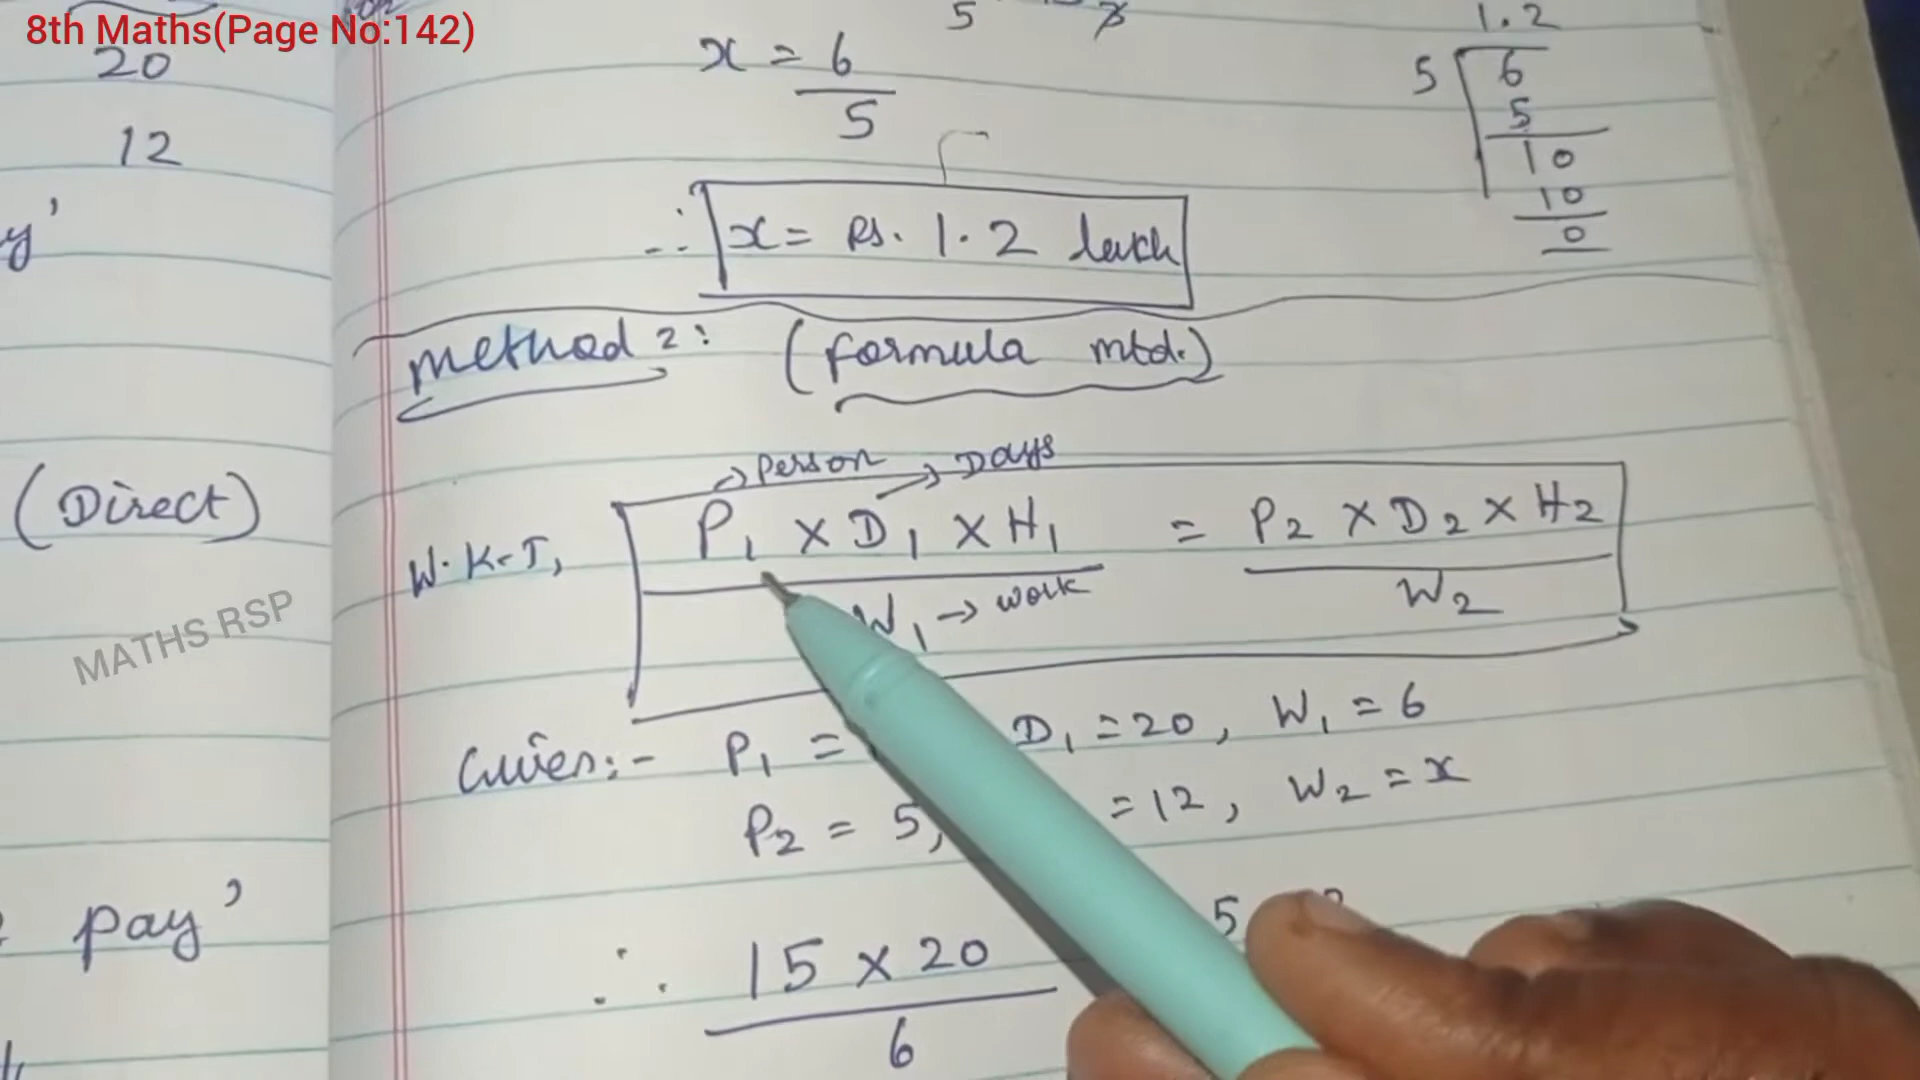 8th Maths(Page No:142)
20
12
y'
(Direct)
MATHS RSP
pay'
5
x = 6
5
1.2
5 6
5
10
10
0
∴ x = Rs. 1.2 lakh
method 2: (formula mtd.)
→ Person → Days
W.K.T, P1 × D1 × H1 = P2 × D2 × H2
W1 → work W2
Given:- P1 = D1 = 20, W1 = 6
P2 = 5, = 12, W2 = x
∴ 15 × 20 5
6